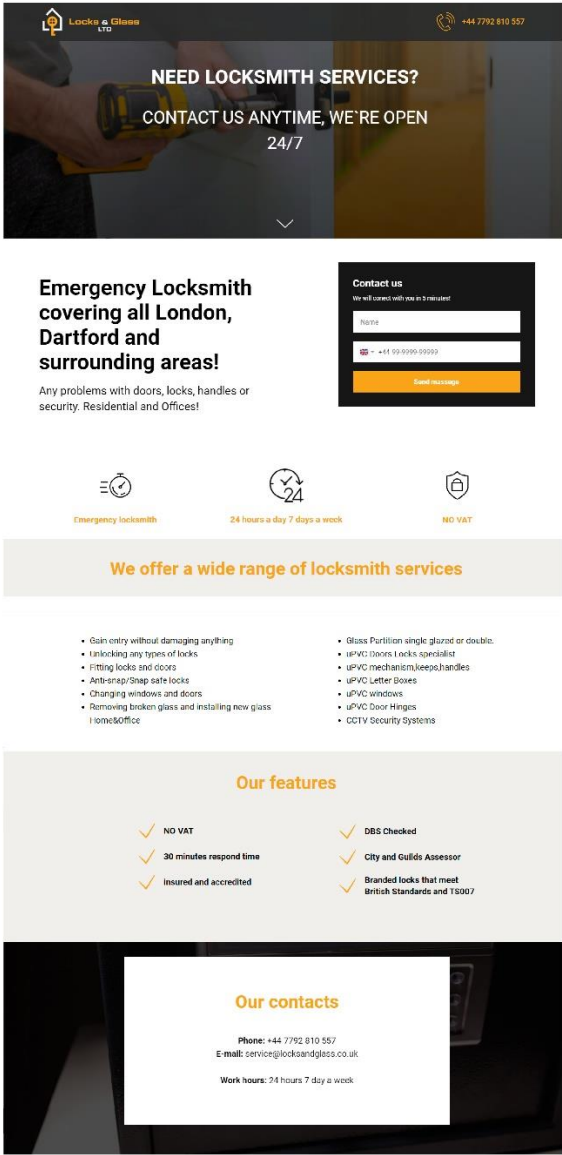 Locks & Glass
LTD
+44 7792 810 557
NEED LOCKSMITH SERVICES?
CONTACT US ANYTIME, WE`RE OPEN
24/7
Emergency Locksmith
covering all London,
Dartford and
surrounding areas!
Any problems with doors, locks, handles or
security. Residential and Offices!
Contact us
We will conect with you in 5 minutes!
Name
+44 99-9999-99999
Send massage
24
Emergency locksmith
24 hours a day 7 days a week
NO VAT
We offer a wide range of locksmith services
• Gain entry without damaging anything
• Unlocking any types of locks
• Fitting locks and doors
• Anti-snap/Snap safe locks
• Changing windows and doors
• Removing broken glass and installing new glass
Home&Office
• Glass Partition single glazed or double.
• uPVC Doors Locks specialist
• uPVC mechanism,keeps,handles
• uPVC Letter Boxes
• uPVC windows
• uPVC Door Hinges
• CCTV Security Systems
Our features
NO VAT
30 minutes respond time
Insured and accredited
DBS Checked
City and Guilds Assessor
Branded locks that meet
British Standards and TS007
Our contacts
Phone: +44 7792 810 557
E-mail: service@locksandglass.co.uk
Work hours: 24 hours 7 day a week